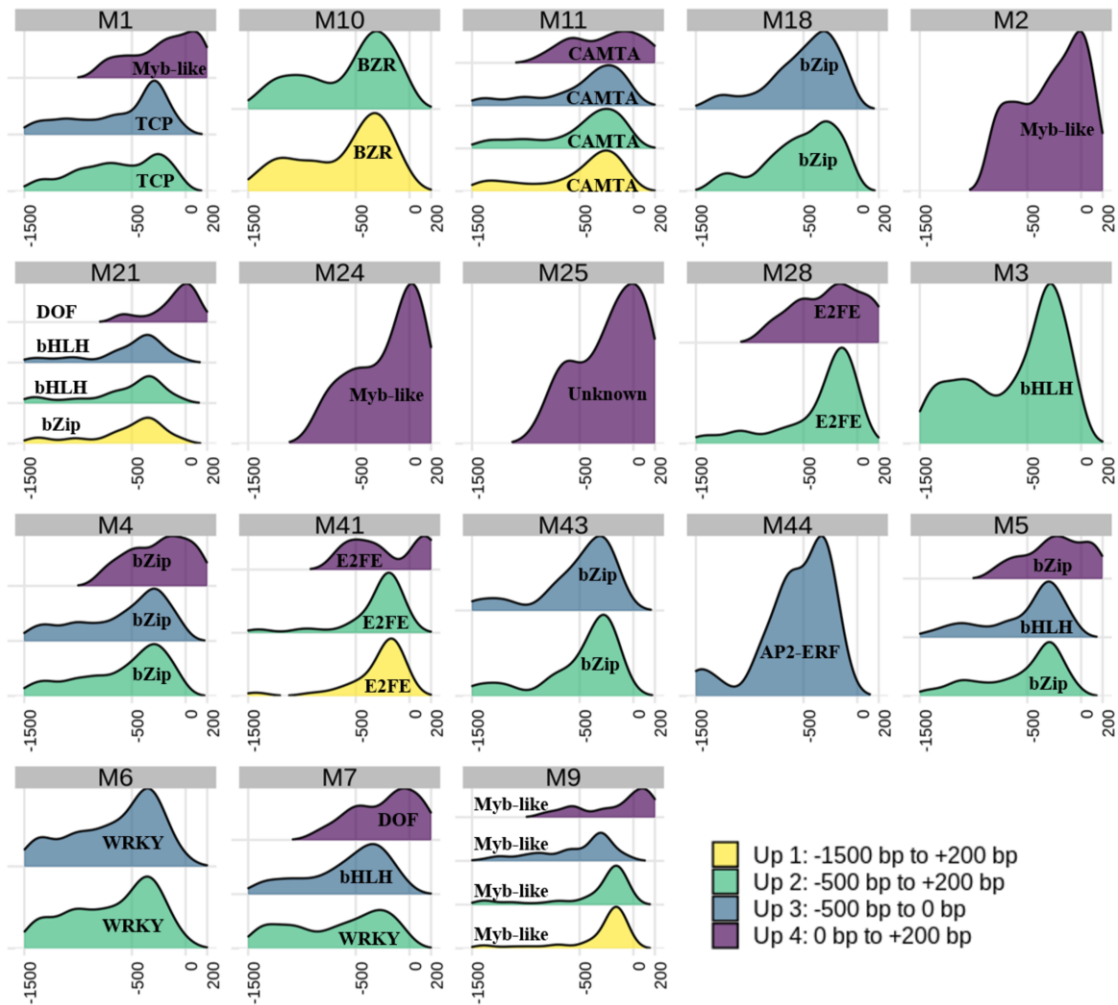 M1 M10 M11 M18 M2
Myb-like
TCP
TCP
BZR
BZR
CAMTA
CAMTA
CAMTA
CAMTA
bZip
bZip
Myb-like
-1500 -500 0 200 -1500 -500 0 200 -1500 -500 0 200 -1500 -500 0 200 -1500 -500 0 200
M21 M24 M25 M28 M3
DOF
bHLH
bHLH
bZip
Myb-like
Unknown
E2FE
E2FE
bHLH
-1500 -500 0 200 -1500 -500 0 200 -1500 -500 0 200 -1500 -500 0 200 -1500 -500 0 200
M4 M41 M43 M44 M5
bZip
bZip
bZip
E2FE
E2FE
E2FE
bZip
bZip
AP2-ERF
bZip
bHLH
bZip
-1500 -500 0 200 -1500 -500 0 200 -1500 -500 0 200 -1500 -500 0 200 -1500 -500 0 200
M6 M7 M9
WRKY
WRKY
DOF
bHLH
WRKY
Myb-like
Myb-like
Myb-like
Myb-like
-1500 -500 0 200 -1500 -500 0 200 -1500 -500 0 200
Up 1: -1500 bp to +200 bp
Up 2: -500 bp to +200 bp
Up 3: -500 bp to 0 bp
Up 4: 0 bp to +200 bp